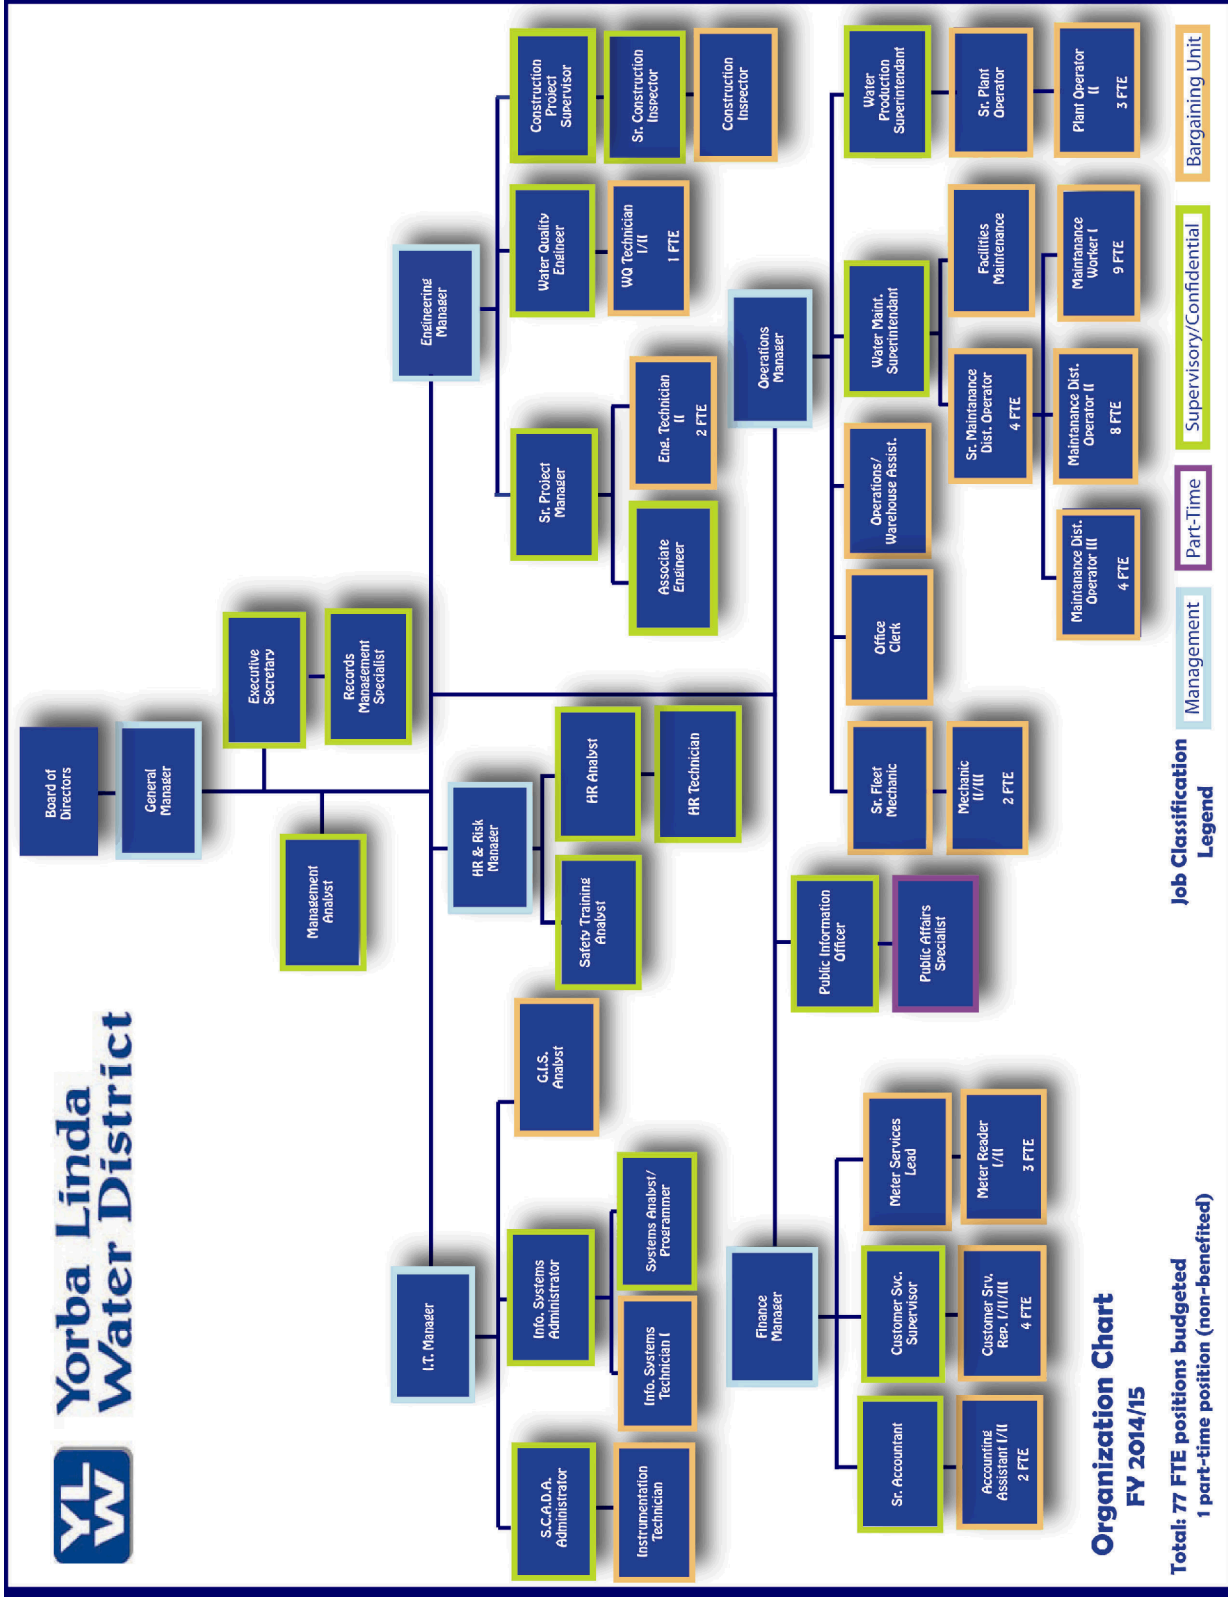 YL
W
Yorba Linda
Water District
Board of
Directors
General
Manager
Executive
Secretary
Records
Management
Specialist
Management
Analyst
I.T. Manager
S.C.A.D.A.
Administrator
Instrumentation
Technician
Info. Systems
Administrator
Info. Systems
Technician I
Systems Analyst/
Programmer
G.I.S.
Analyst
HR & Risk
Manager
Safety Training
Analyst
HR Analyst
HR Technician
Engineering
Manager
Sr. Project
Manager
Associate
Engineer
Eng. Technician
II
2 FTE
Water Quality
Engineer
WQ Technician
I/II
1 FTE
Construction
Project
Supervisor
Sr. Construction
Inspector
Construction
Inspector
Finance
Manager
Sr. Accountant
Accounting
Assistant I/II
2 FTE
Customer Svc.
Supervisor
Customer Srv.
Rep. I/II/III
4 FTE
Meter Services
Lead
Meter Reader
I/II
3 FTE
Public Information
Officer
Public Affairs
Specialist
Operations
Manager
Sr. Fleet
Mechanic
Mechanic
II/III
2 FTE
Office
Clerk
Operations/
Warehouse Assist.
Water Maint.
Superintendant
Sr. Maintanance
Dist. Operator
4 FTE
Facilities
Maintenance
Maintanance Dist.
Operator III
4 FTE
Maintanance Dist.
Operator II
8 FTE
Maintanance
Worker I
9 FTE
Water
Production
Superintendant
Sr. Plant
Operator
Plant Operator
II
3 FTE
Organization Chart
FY 2014/15
Total: 77 FTE positions budgeted
1 part-time position (non-benefited)
Job Classification
Legend
Management
Part-Time
Supervisory/Confidential
Bargaining Unit